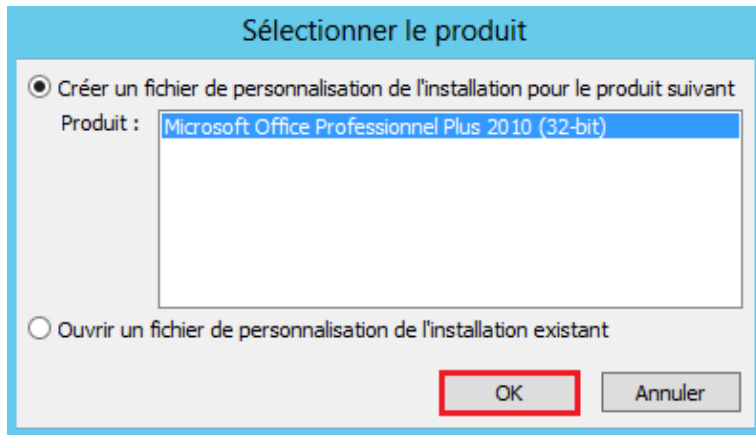 Sélectionner le produit
Créer un fichier de personnalisation de l'installation pour le produit suivant
Produit : Microsoft Office Professionnel Plus 2010 (32-bit)
Ouvrir un fichier de personnalisation de l'installation existant
OK Annuler